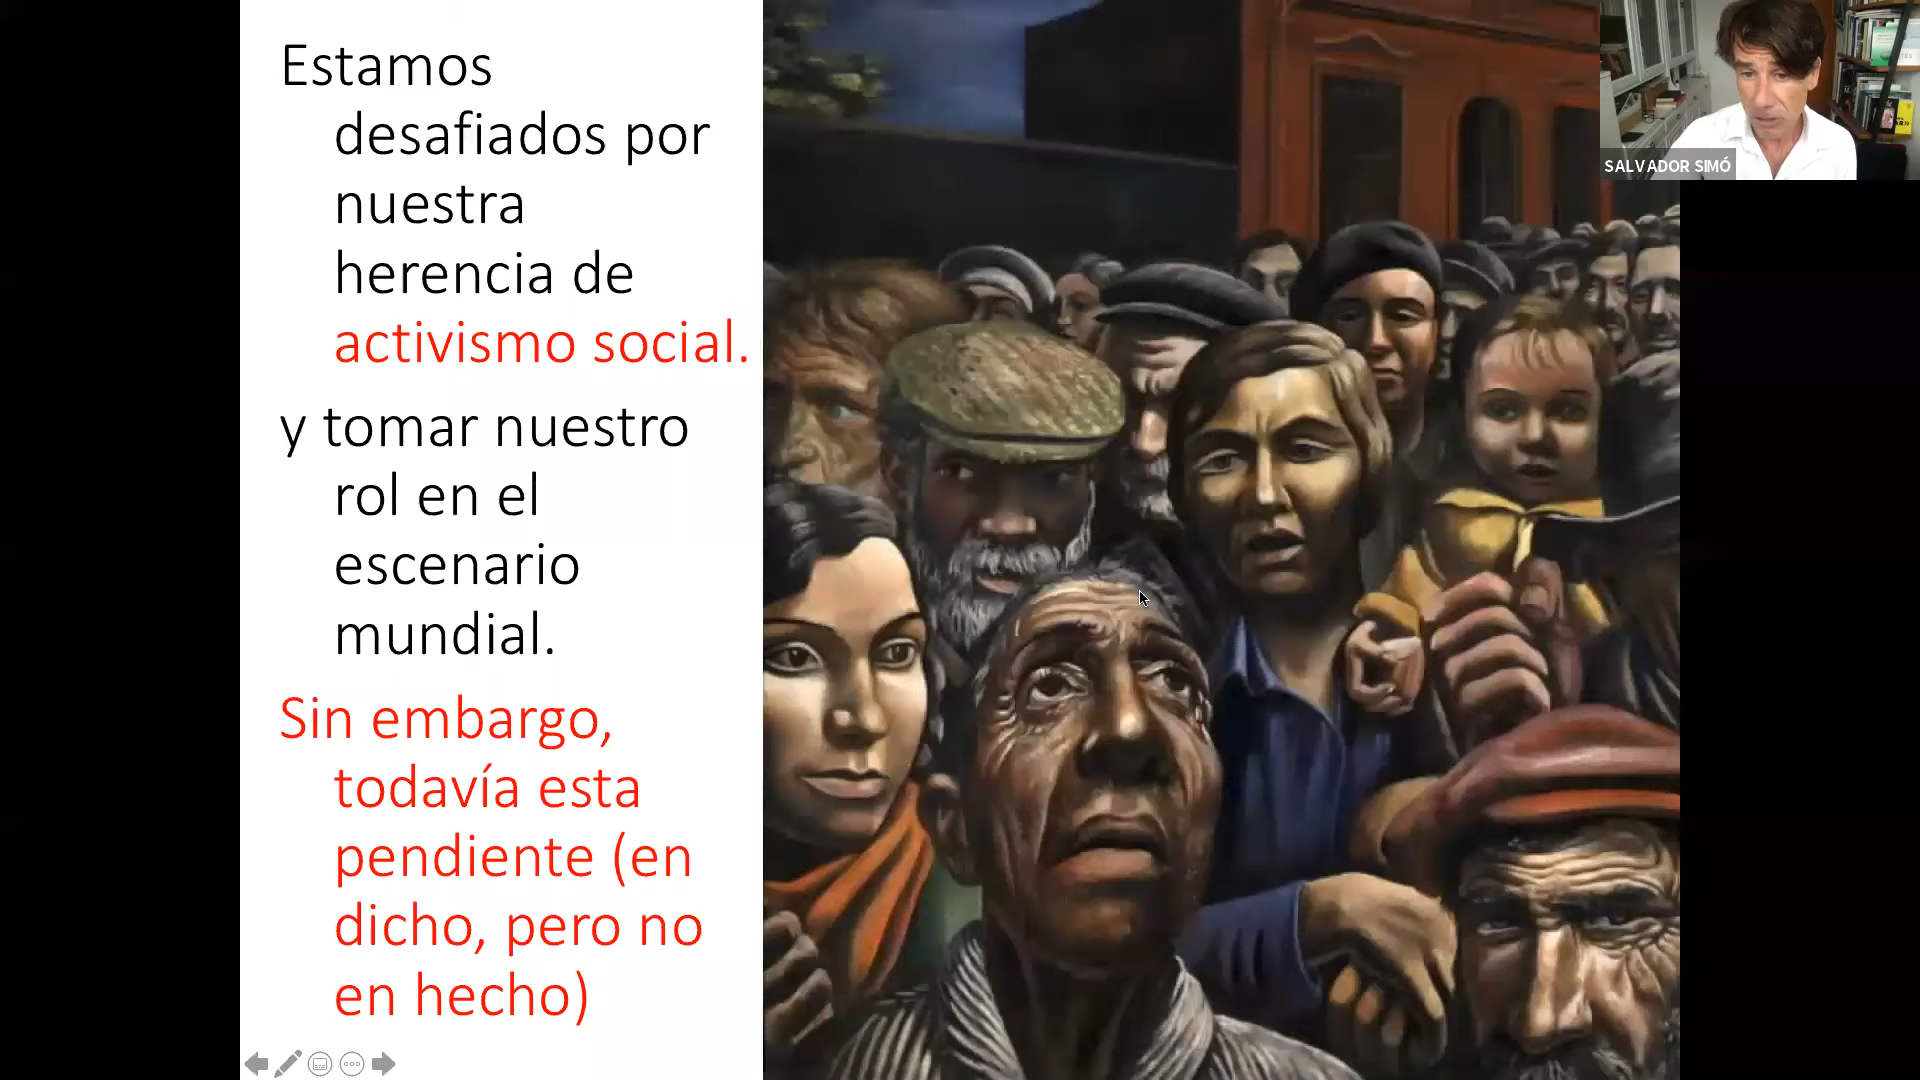 Estamos
desafiados por
nuestra
herencia de
activismo social.
y tomar nuestro
rol en el
escenario
mundial.
Sin embargo,
todavía esta
pendiente (en
dicho, pero no
en hecho)
SALVADOR SIMÓ